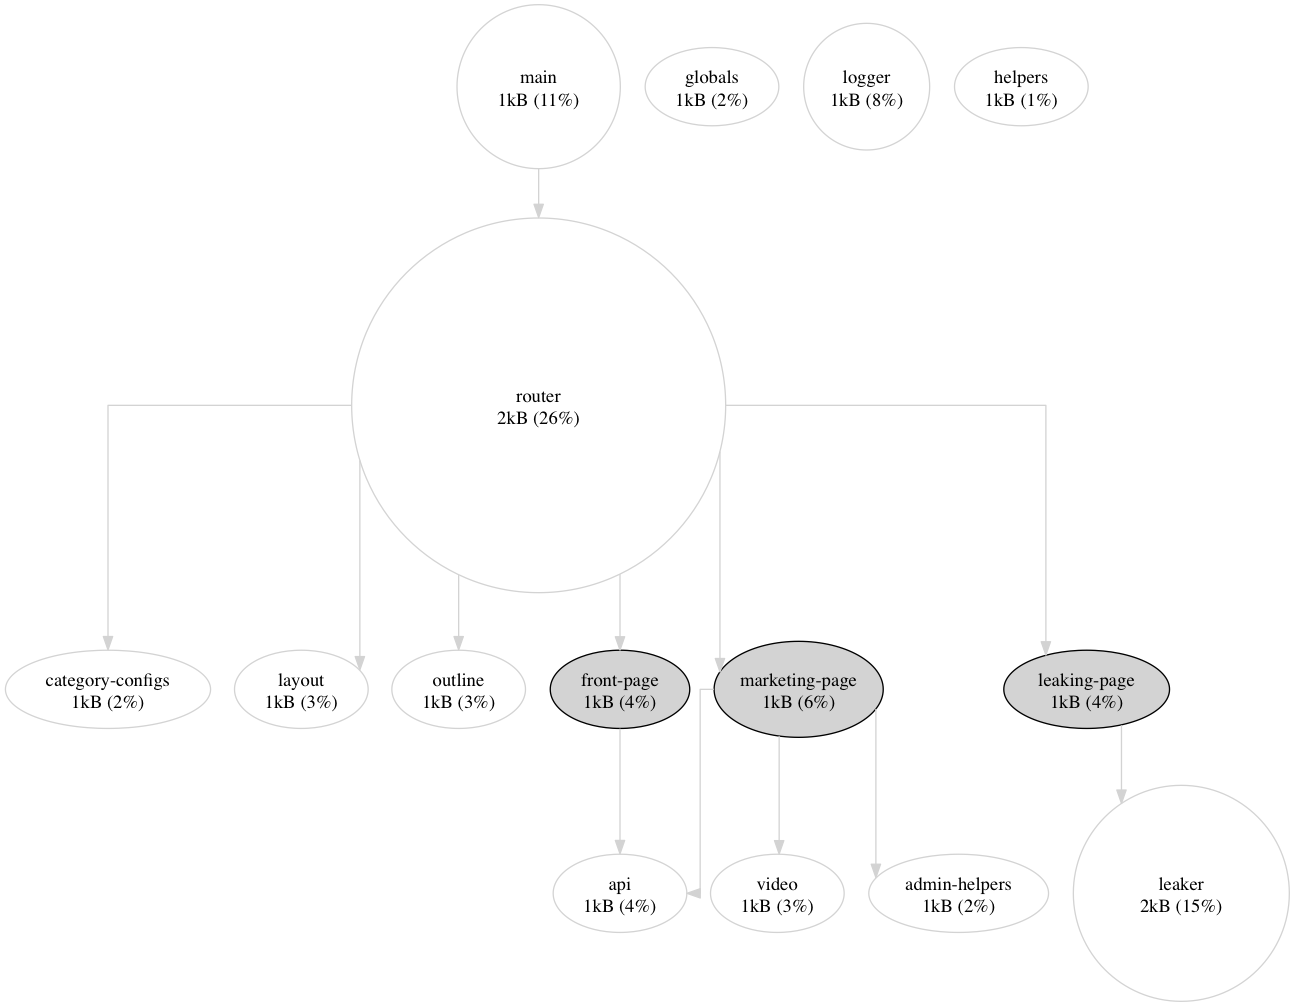 main
1kB (11%)
globals
1kB (2%)
logger
1kB (8%)
helpers
1kB (1%)
router
2kB (26%)
category-configs
1kB (2%)
layout
1kB (3%)
outline
1kB (3%)
front-page
1kB (4%)
marketing-page
1kB (6%)
leaking-page
1kB (4%)
api
1kB (4%)
video
1kB (3%)
admin-helpers
1kB (2%)
leaker
2kB (15%)